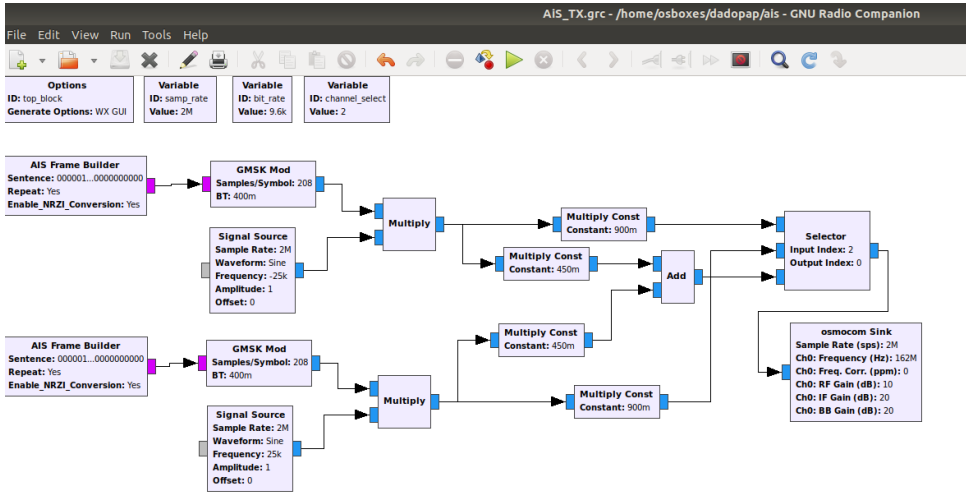 AiS_TX.grc - /home/osboxes/dadopap/ais - GNU Radio Companion
File Edit View Run Tools Help
Options
ID: top_block
Generate Options: WX GUI
Variable
ID: samp_rate
Value: 2M
Variable
ID: bit_rate
Value: 9.6k
Variable
ID: channel_select
Value: 2
AIS Frame Builder
Sentence: 000001...0000000000
Repeat: Yes
Enable_NRZI_Conversion: Yes
GMSK Mod
Samples/Symbol: 208
BT: 400m
Signal Source
Sample Rate: 2M
Waveform: Sine
Frequency: -25k
Amplitude: 1
Offset: 0
Multiply
Multiply Const
Constant: 900m
Multiply Const
Constant: 450m
Add
Selector
Input Index: 2
Output Index: 0
AIS Frame Builder
Sentence: 000001...0000000000
Repeat: Yes
Enable_NRZI_Conversion: Yes
GMSK Mod
Samples/Symbol: 208
BT: 400m
Signal Source
Sample Rate: 2M
Waveform: Sine
Frequency: 25k
Amplitude: 1
Offset: 0
Multiply
Multiply Const
Constant: 450m
Multiply Const
Constant: 900m
osmocom Sink
Sample Rate (sps): 2M
Ch0: Frequency (Hz): 162M
Ch0: Freq. Corr. (ppm): 0
Ch0: RF Gain (dB): 10
Ch0: IF Gain (dB): 20
Ch0: BB Gain (dB): 20